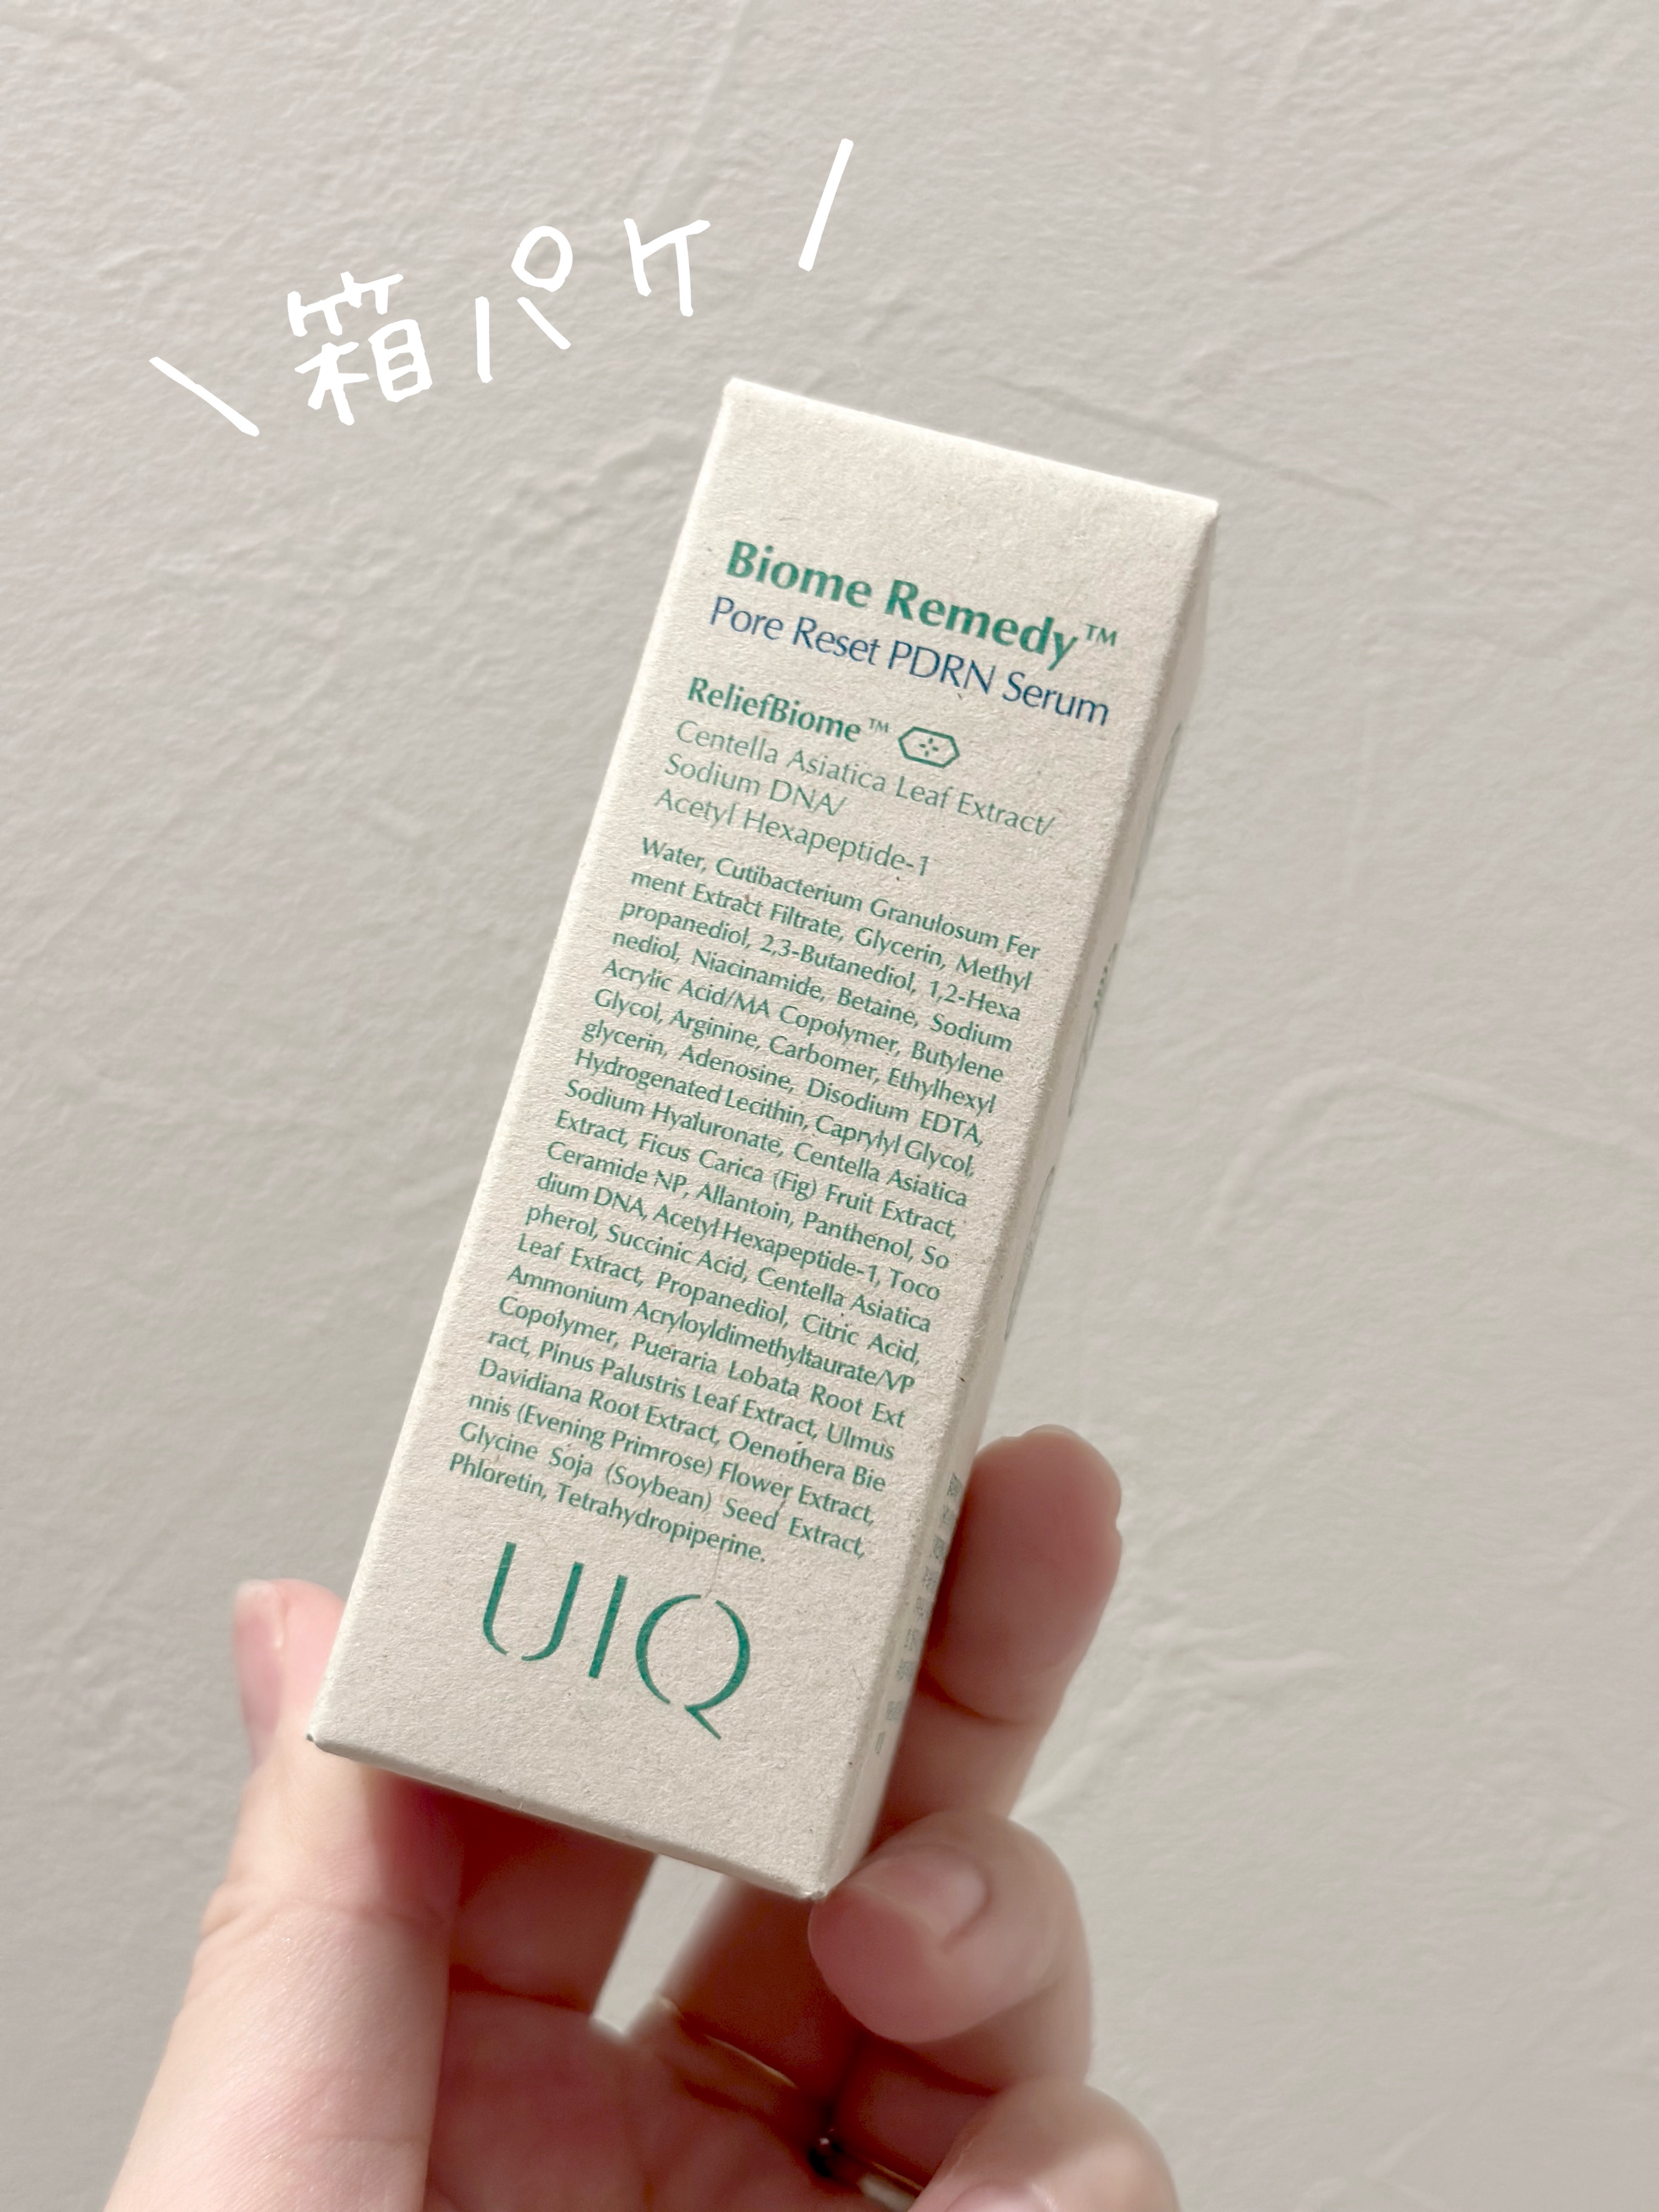 \ 箱パケ /
Biome Remedy™
Pore Reset PDRN Serum
ReliefBiome™
Centella Asiatica Leaf Extract/
Sodium DNA/
Acetyl Hexapeptide-1
Water, Cutibacterium Granulosum Fer
ment Extract Filtrate, Glycerin, Methyl
propanediol, 2,3-Butanediol, 1,2-Hexa
nediol, Niacinamide, Betaine, Sodium
Acrylic Acid/MA Copolymer, Butylene
Glycol, Arginine, Carbomer, Ethylhexyl
glycerin, Adenosine, Disodium EDTA,
Hydrogenated Lecithin, Caprylyl Glycol,
Sodium Hyaluronate, Centella Asiatica
Extract, Ficus Carica (Fig) Fruit Extract,
Ceramide NP, Allantoin, Panthenol, So
dium DNA, Acetyl Hexapeptide-1, Toco
pherol, Succinic Acid, Centella Asiatica
Leaf Extract, Propanediol, Citric Acid,
Ammonium Acryloyldimethyltaurate/VP
Copolymer, Pueraria Lobata Root Ext
ract, Pinus Palustris Leaf Extract, Ulmus
Davidiana Root Extract, Oenothera Bie
nnis (Evening Primrose) Flower Extract,
Glycine Soja (Soybean) Seed Extract,
Phloretin, Tetrahydropiperine.
UIQ